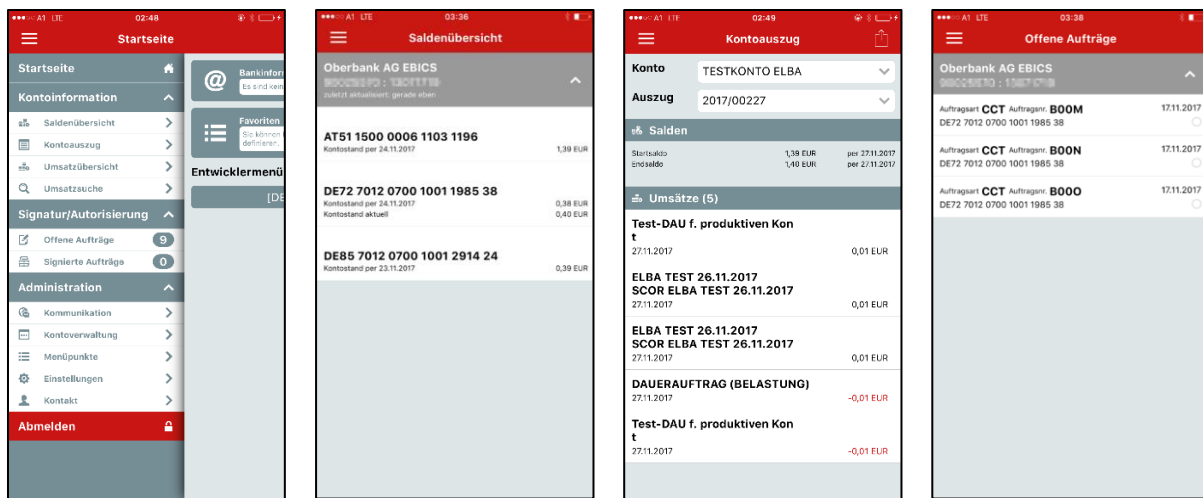 A1 LTE 02:48
Startseite
Startseite
Kontoinformation
Saldenübersicht
Kontoauszug
Umsatzübersicht
Umsatzsuche
Signatur/Autorisierung
Offene Aufträge 9
Signierte Aufträge 0
Administration
Kommunikation
Kontoverwaltung
Menüpunkte
Einstellungen
Kontakt
Abmelden
@ Bankinfor
Es sind kein
Favoriten
Sie können
definieren.
Entwicklermenü
[DE
A1 LTE 03:36
Saldenübersicht
Oberbank AG EBICS
zuletzt aktualisiert: gerade eben
AT51 1500 0006 1103 1196
Kontostand per 24.11.2017 1,39 EUR
DE72 7012 0700 1001 1985 38
Kontostand per 24.11.2017 0,38 EUR
Kontostand aktuell 0,40 EUR
DE85 7012 0700 1001 2914 24
Kontostand per 23.11.2017 0,39 EUR
A1 LTE 02:49
Kontoauszug
Konto TESTKONTO ELBA
Auszug 2017/00227
Salden
Startsaldo 1,39 EUR per 27.11.2017
Endsaldo 1,40 EUR per 27.11.2017
Umsätze (5)
Test-DAU f. produktiven Kon
t
27.11.2017 0,01 EUR
ELBA TEST 26.11.2017
SCOR ELBA TEST 26.11.2017
27.11.2017 0,01 EUR
ELBA TEST 26.11.2017
SCOR ELBA TEST 26.11.2017
27.11.2017 0,01 EUR
DAUERAUFTRAG (BELASTUNG)
27.11.2017 -0,01 EUR
Test-DAU f. produktiven Kon
t
27.11.2017 -0,01 EUR
A1 LTE 03:38
Offene Aufträge
Oberbank AG EBICS
Auftragsart CCT Auftragsnr. B00M 17.11.2017
DE72 7012 0700 1001 1985 38
Auftragsart CCT Auftragsnr. B00N 17.11.2017
DE72 7012 0700 1001 1985 38
Auftragsart CCT Auftragsnr. B00O 17.11.2017
DE72 7012 0700 1001 1985 38